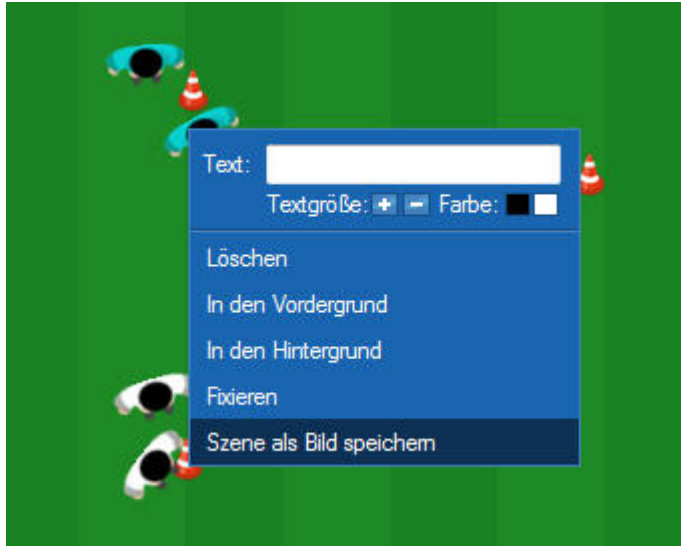 Text:
Textgröße: + - Farbe:
Löschen
In den Vordergrund
In den Hintergrund
Fixieren
Szene als Bild speichern